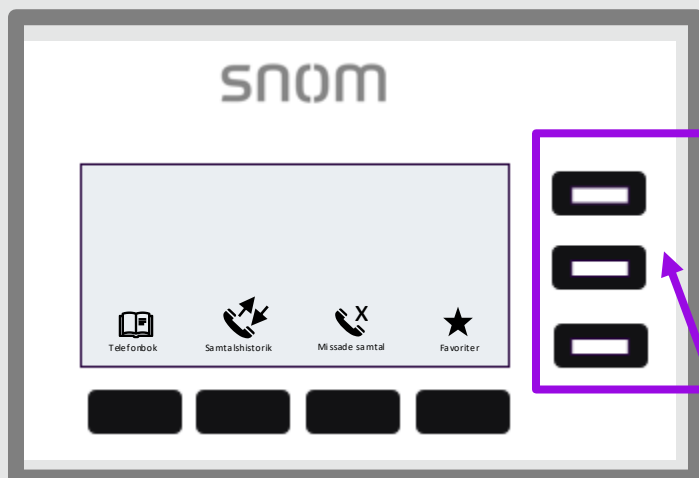 snom
Telefonbok
Samtalshistorik
Missade samtal
Favoriter